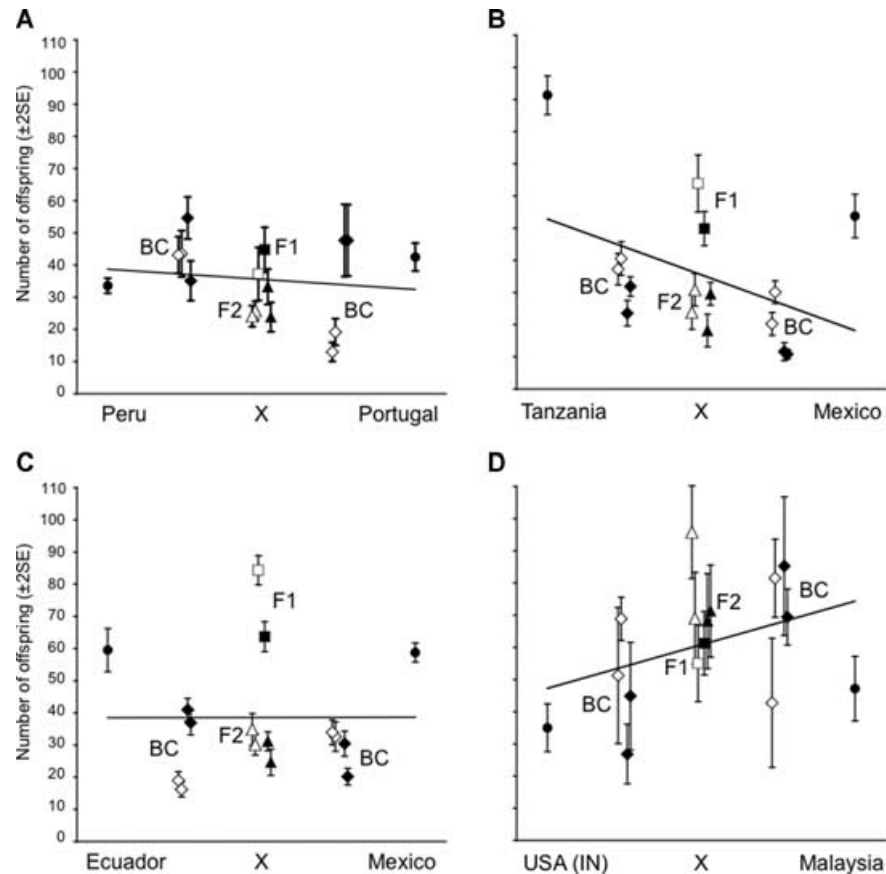 A
Number of offspring (±2SE)
110
100
90
80
70
60
50
40
30
20
10
0
BC
F1
F2
BC
Peru X Portugal
B
F1
BC
F2
BC
Tanzania X Mexico
C
Number of offspring (±2SE)
110
100
90
80
70
60
50
40
30
20
10
0
F1
BC
F2
BC
Ecuador X Mexico
D
BC
F2
F1
BC
USA (IN) X Malaysia